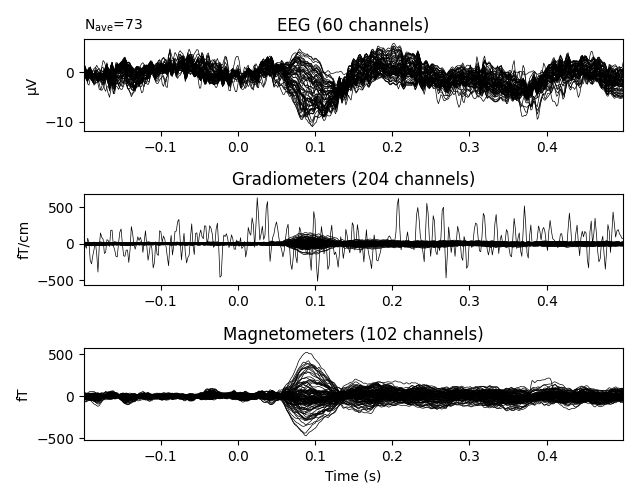 N_ave=73
EEG (60 channels)
0
−10
µV
−0.1 0.0 0.1 0.2 0.3 0.4
Gradiometers (204 channels)
500
0
−500
fT/cm
−0.1 0.0 0.1 0.2 0.3 0.4
Magnetometers (102 channels)
500
0
−500
fT
−0.1 0.0 0.1 0.2 0.3 0.4
Time (s)